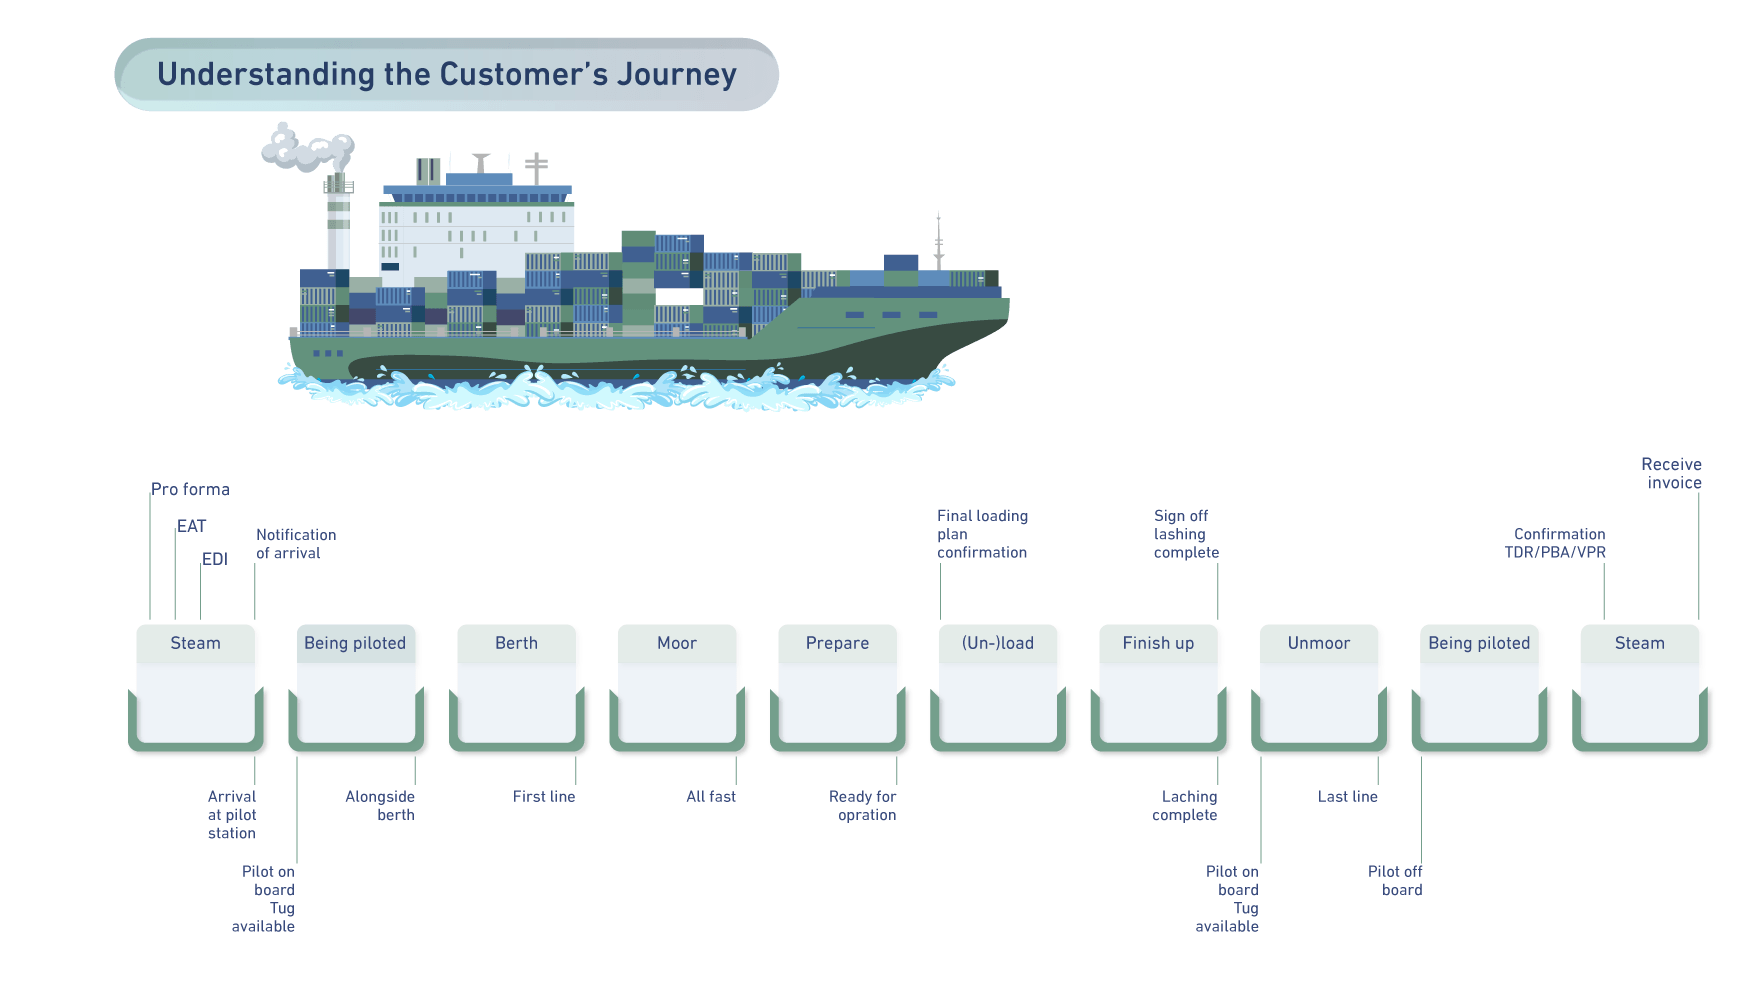 Understanding the Customer’s Journey
Pro forma
EAT
EDI
Notification
of arrival
Final loading
plan
confirmation
Sign off
lashing
complete
Confirmation
TDR/PBA/VPR
Receive
invoice
Steam
Being piloted
Berth
Moor
Prepare
(Un-)load
Finish up
Unmoor
Being piloted
Steam
Arrival
at pilot
station
Pilot on
board
Tug
available
Alongside
berth
First line
All fast
Ready for
opration
Laching
complete
Pilot on
board
Tug
available
Last line
Pilot off
board